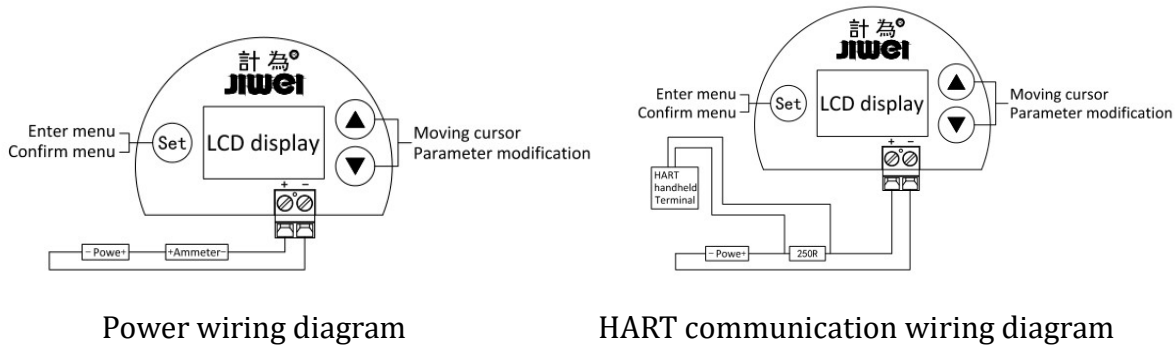 計 為®
JIWEI
Enter menu
Confirm menu
Set
LCD display
▲
▼
Moving cursor
Parameter modification
+ −
− Powe+
+Ammeter−
Power wiring diagram
計 為®
JIWEI
Enter menu
Confirm menu
Set
LCD display
▲
▼
Moving cursor
Parameter modification
+ −
HART
handheld
Terminal
− Powe+
250R
HART communication wiring diagram